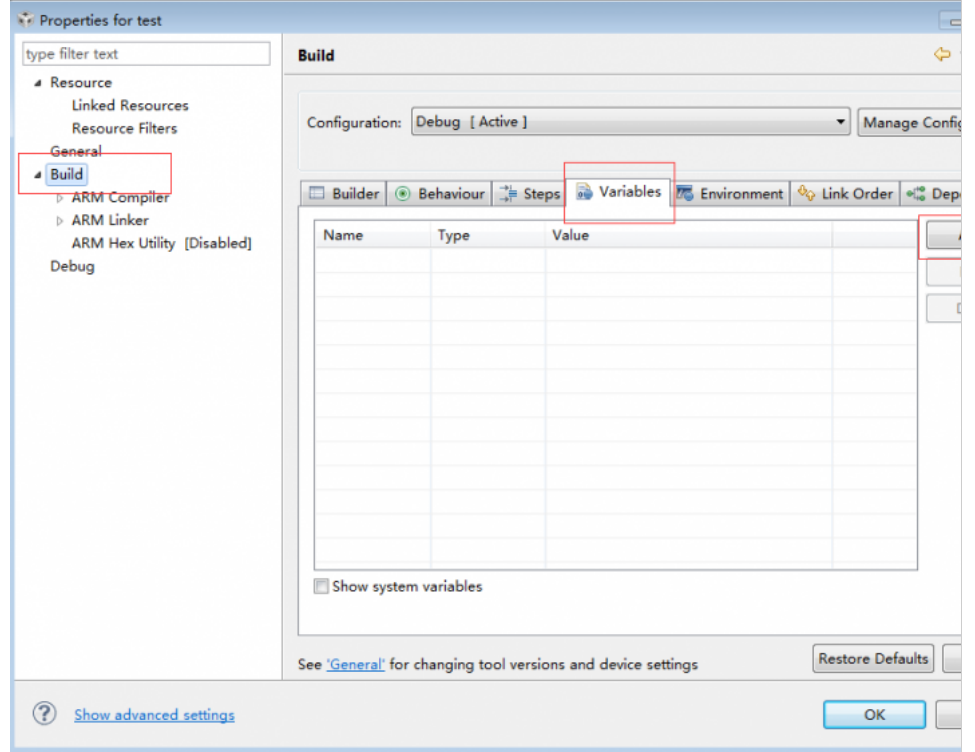 Properties for test
type filter text
Resource
Linked Resources
Resource Filters
General
Build
ARM Compiler
ARM Linker
ARM Hex Utility [Disabled]
Debug
Build
Configuration: Debug [ Active ]
Manage
Builder Behaviour Steps Variables Environment Link Order
Name Type Value
Show system variables
See 'General' for changing tool versions and device settings
Restore Defaults
Show advanced settings
OK